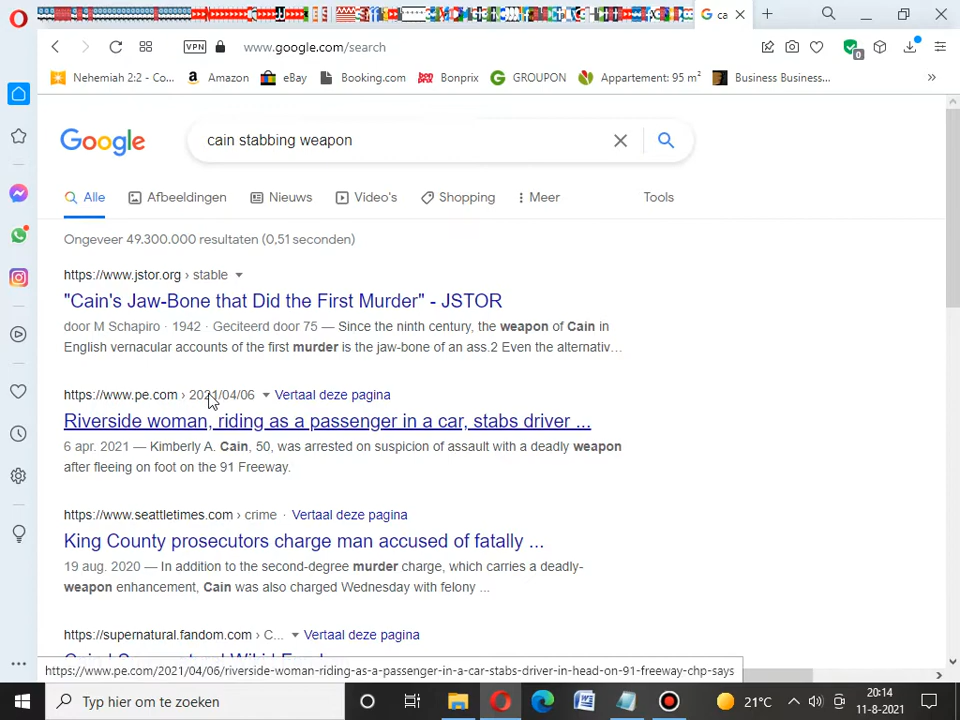 ca
VPN
www.google.com/search
0
Nehemiah 2:2 - Co...
Amazon
eBay
Booking.com
Bonprix
GROUPON
Appartement: 95 m²
Business Business...
»
Google
cain stabbing weapon
Alle
Afbeeldingen
Nieuws
Video's
Shopping
Meer
Tools
Ongeveer 49.300.000 resultaten (0,51 seconden)
https://www.jstor.org › stable
"Cain's Jaw-Bone that Did the First Murder" - JSTOR
door M Schapiro · 1942 · Geciteerd door 75 — Since the ninth century, the weapon of Cain in
English vernacular accounts of the first murder is the jaw-bone of an ass.2 Even the alternativ...
https://www.pe.com › 2021/04/06 Vertaal deze pagina
Riverside woman, riding as a passenger in a car, stabs driver ...
6 apr. 2021 — Kimberly A. Cain, 50, was arrested on suspicion of assault with a deadly weapon
after fleeing on foot on the 91 Freeway.
https://www.seattletimes.com › crime · Vertaal deze pagina
King County prosecutors charge man accused of fatally ...
19 aug. 2020 — In addition to the second-degree murder charge, which carries a deadly-
weapon enhancement, Cain was also charged Wednesday with felony ...
https://supernatural.fandom.com › C... Vertaal deze pagina
https://www.pe.com/2021/04/06/riverside-woman-riding-as-a-passenger-in-a-car-stabs-driver-in-head-on-91-freeway-chp-says
Typ hier om te zoeken
21°C
20:14
11-8-2021